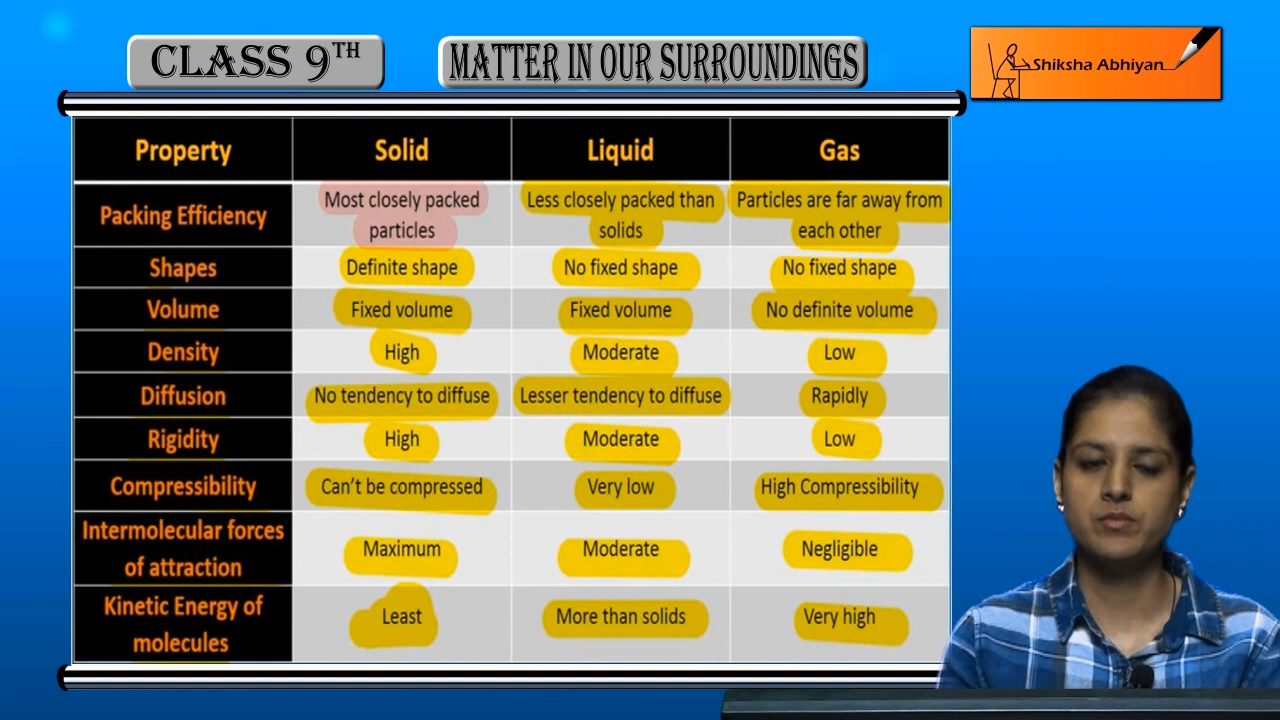 CLASS 9TH
MATTER IN OUR SURROUNDINGS
Shiksha Abhiyan
Property Solid Liquid Gas
Packing Efficiency
Most closely packed
particles
Less closely packed than
solids
Particles are far away from
each other
Shapes Definite shape No fixed shape No fixed shape
Volume Fixed volume Fixed volume No definite volume
Density High Moderate Low
Diffusion No tendency to diffuse Lesser tendency to diffuse Rapidly
Rigidity High Moderate Low
Compressibility Can't be compressed Very low High Compressibility
Intermolecular forces
of attraction
Maximum Moderate Negligible
Kinetic Energy of
molecules
Least More than solids Very high